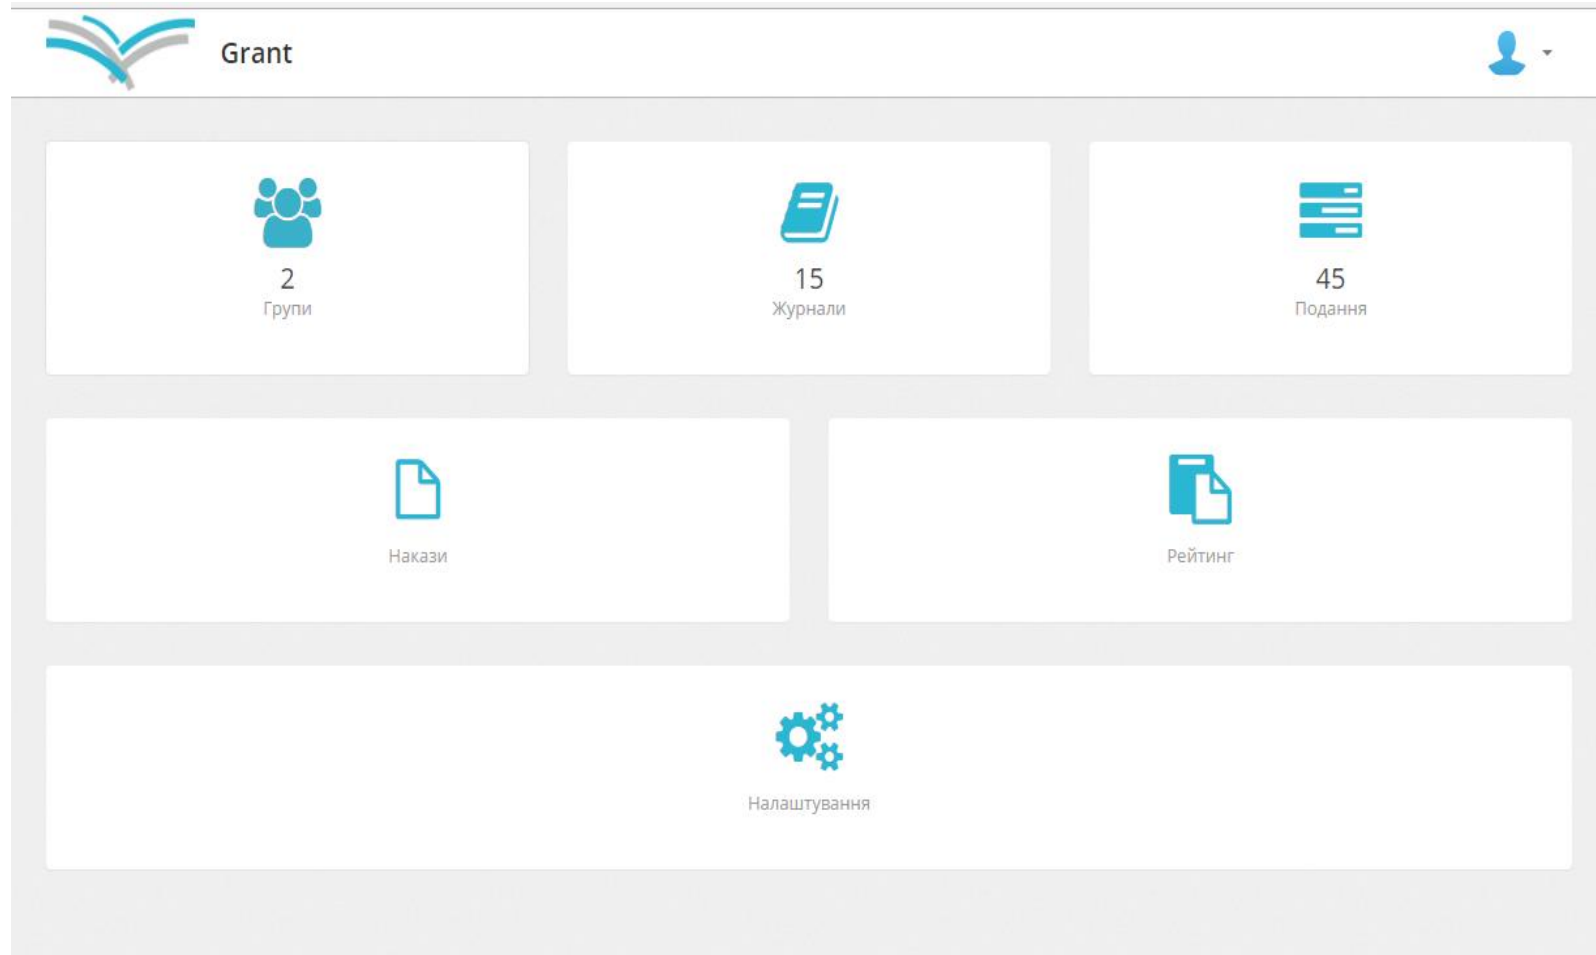 Grant
2
Групи
15
Журнали
45
Подання
Накази
Рейтинг
Налаштування